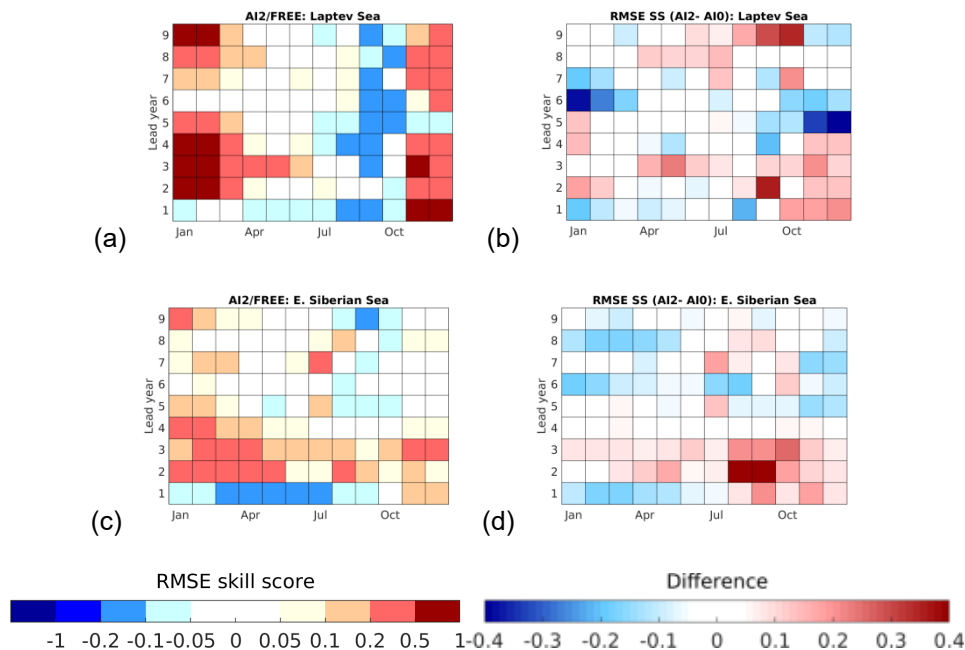 AI2/FREE: Laptev Sea
RMSE SS (AI2- AI0): Laptev Sea
Lead year
9
8
7
6
5
4
3
2
1
Jan Apr Jul Oct
(a)
Lead year
9
8
7
6
5
4
3
2
1
Jan Apr Jul Oct
(b)
AI2/FREE: E. Siberian Sea
RMSE SS (AI2- AI0): E. Siberian Sea
Lead year
9
8
7
6
5
4
3
2
1
Jan Apr Jul Oct
(c)
Lead year
9
8
7
6
5
4
3
2
1
Jan Apr Jul Oct
(d)
RMSE skill score
-1 -0.2 -0.1 -0.05 0 0.05 0.1 0.2 0.5 1
Difference
-0.4 -0.3 -0.2 -0.1 0 0.1 0.2 0.3 0.4